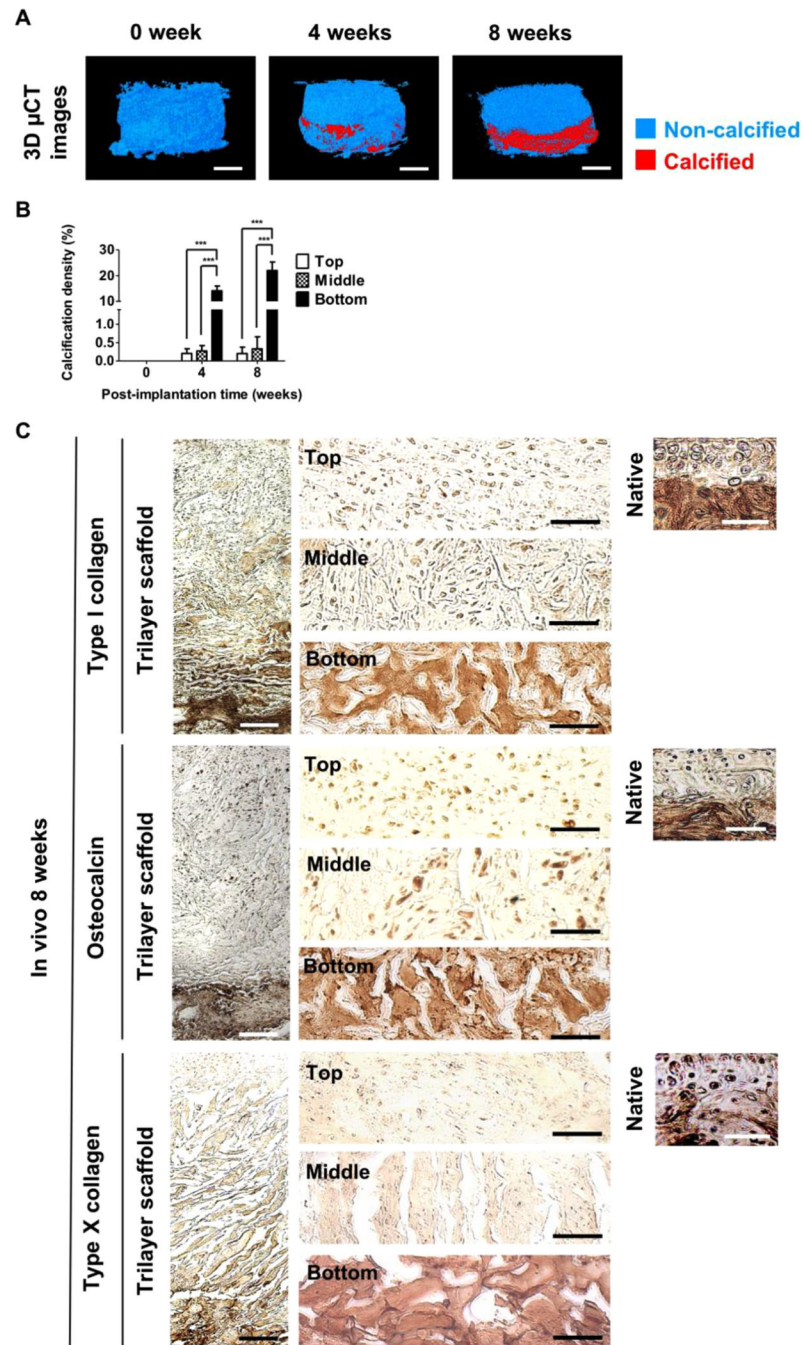 A
0 week
4 weeks
8 weeks
3D µCT
images
Non-calcified
Calcified
B
Calcification density (%)
30
20
10
0.5
0.0
***
***
***
***
Top
Middle
Bottom
0
4
8
Post-implantation time (weeks)
C
In vivo 8 weeks
Type I collagen
Trilayer scaffold
Top
Middle
Bottom
Native
Osteocalcin
Trilayer scaffold
Top
Middle
Bottom
Native
Type X collagen
Trilayer scaffold
Top
Middle
Bottom
Native